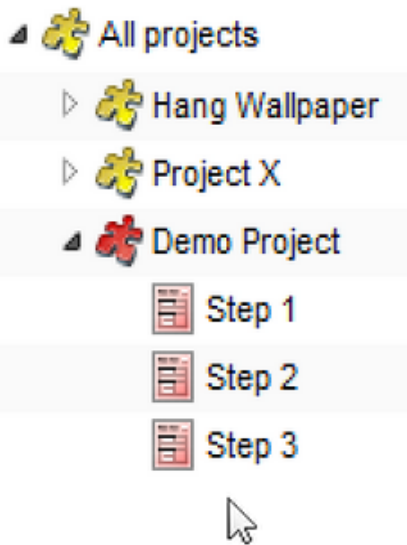 All projects
Hang Wallpaper
Project X
Demo Project
Step 1
Step 2
Step 3